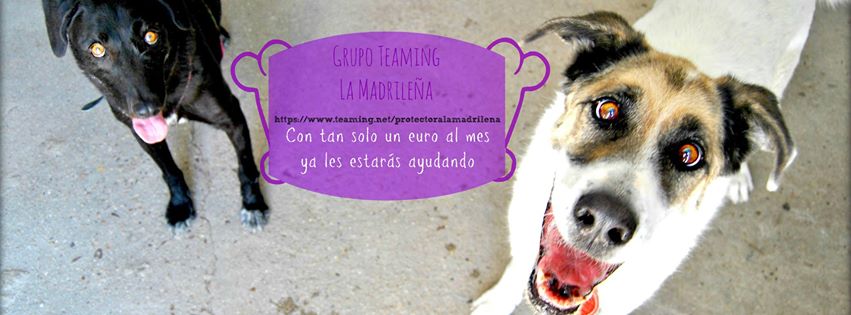 Grupo Teaming
La Madrileña
https://www.teaming.net/protectoralamadrilena
Con tan solo un euro al mes
ya les estarás ayudando